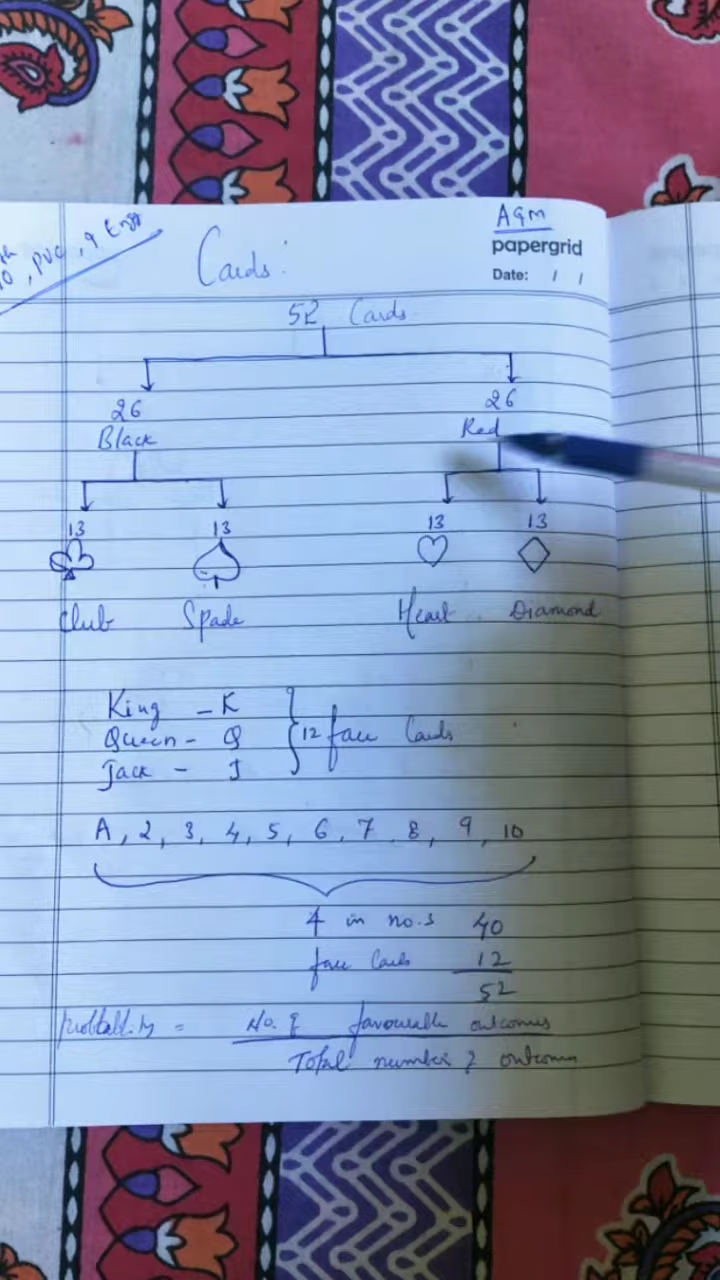 AQM
papergrid
Date: / /
Cards:
52 Cards
26 26
Black Red
13 13 13 13
Club Spade Heart Diamond
King – K
Queen – Q
Jack – J
12 face Cards
A, 2, 3, 4, 5, 6, 7, 8, 9, 10
4 in no.s 40
face Cards 12
52
Probability = No. of favourable outcomes
Total number of outcomes